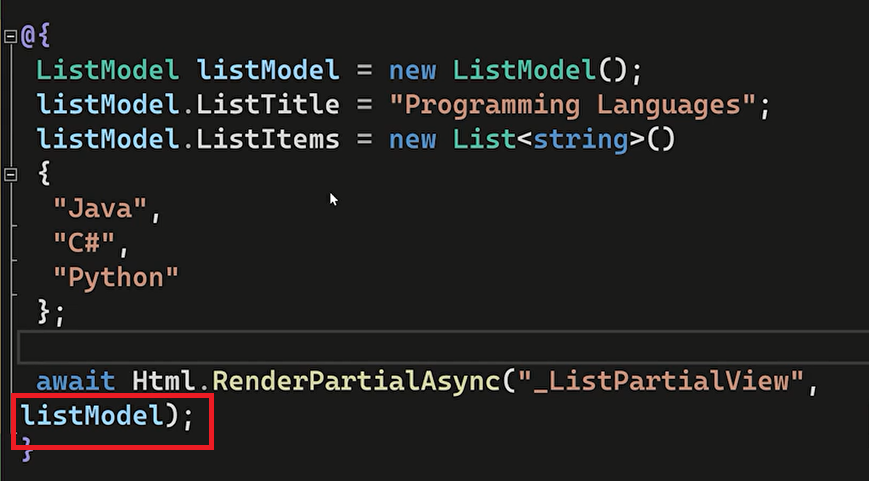 @{
ListModel listModel = new ListModel();
listModel.ListTitle = "Programming Languages";
listModel.ListItems = new List<string>()
{
"Java",
"C#",
"Python"
};
await Html.RenderPartialAsync("_ListPartialView",
listModel);
}